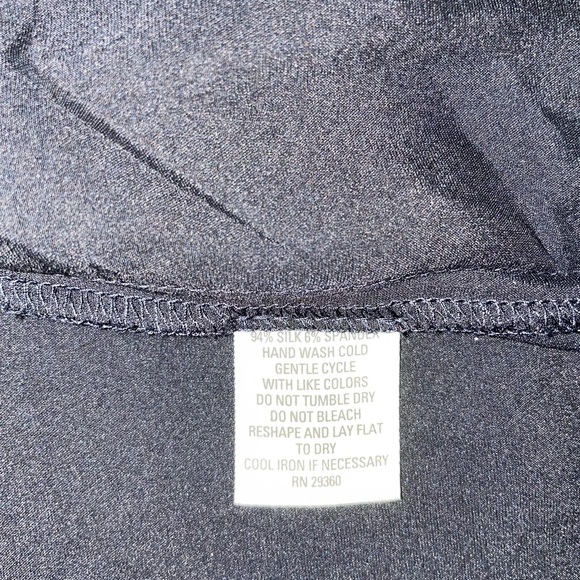 94% SILK 6% SPANDEX
HAND WASH COLD
GENTLE CYCLE
WITH LIKE COLORS
DO NOT TUMBLE DRY
DO NOT BLEACH
RESHAPE AND LAY FLAT
TO DRY
COOL IRON IF NECESSARY
RN 29360